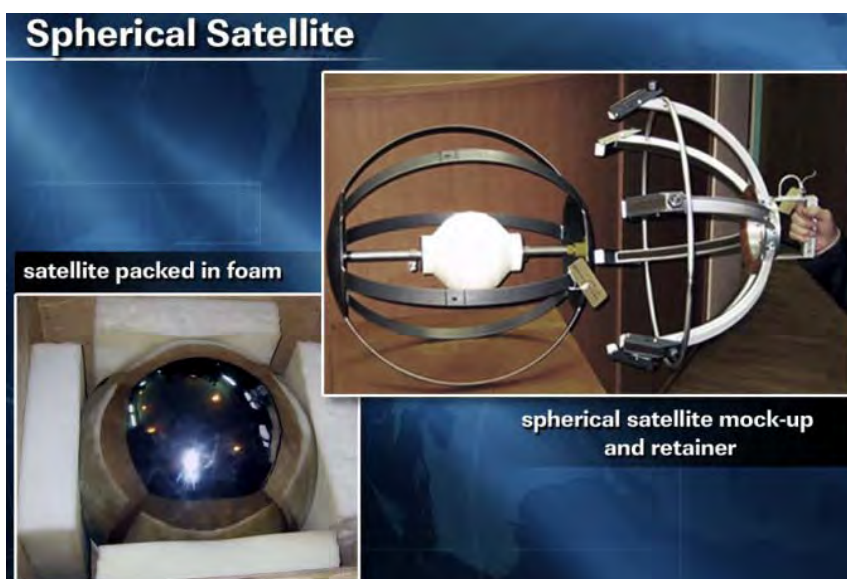 Spherical Satellite
satellite packed in foam
spherical satellite mock-up
and retainer